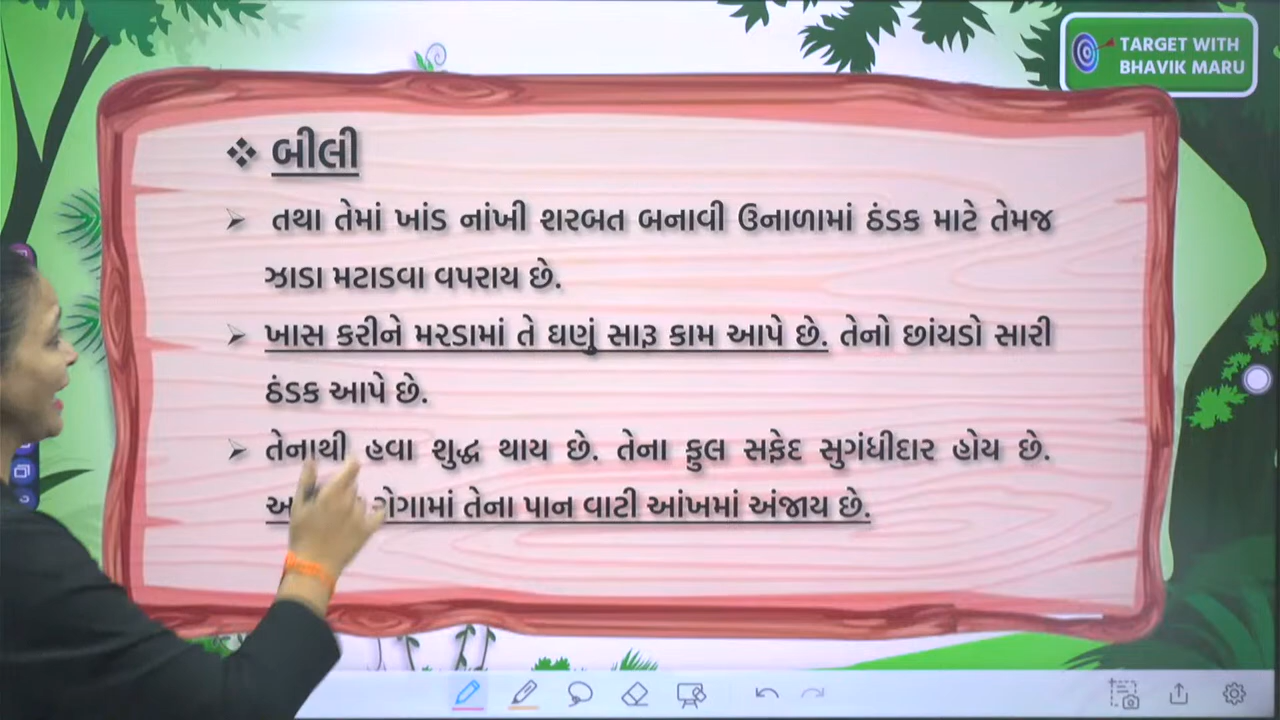 TARGET WITH
BHAVIK MARU
❖ બીલી
➢ તથા તેમાં ખાંડ નાંખી શરબત બનાવી ઉનાળામાં ઠંડક માટે તેમજ
ઝાડા મટાડવા વપરાય છે.
➢ ખાસ કરીને મરડામાં તે ઘણું સારૂ કામ આપે છે. તેનો છાંયડો સારી
ઠંડક આપે છે.
➢ તેનાથી હવા શુદ્ધ થાય છે. તેના ફુલ સફેદ સુગંધીદાર હોય છે.
તેના પાન વાટી આંખમાં અંજાય છે.